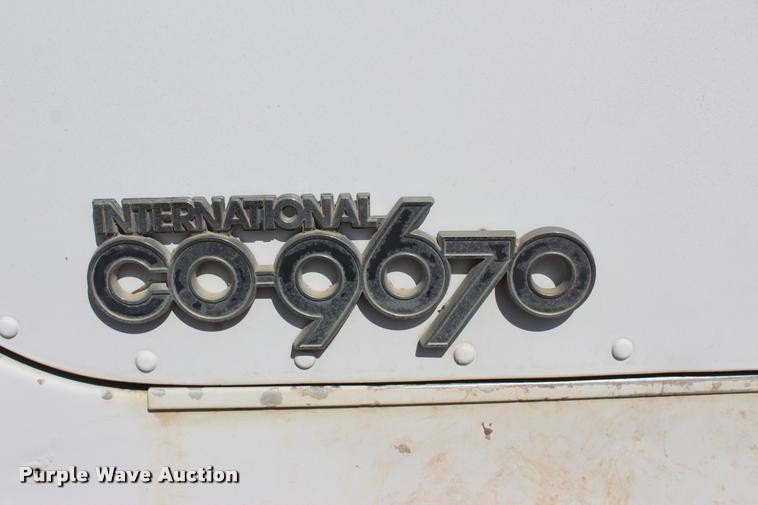 INTERNATIONAL
CO-9670
Purple Wave Auction